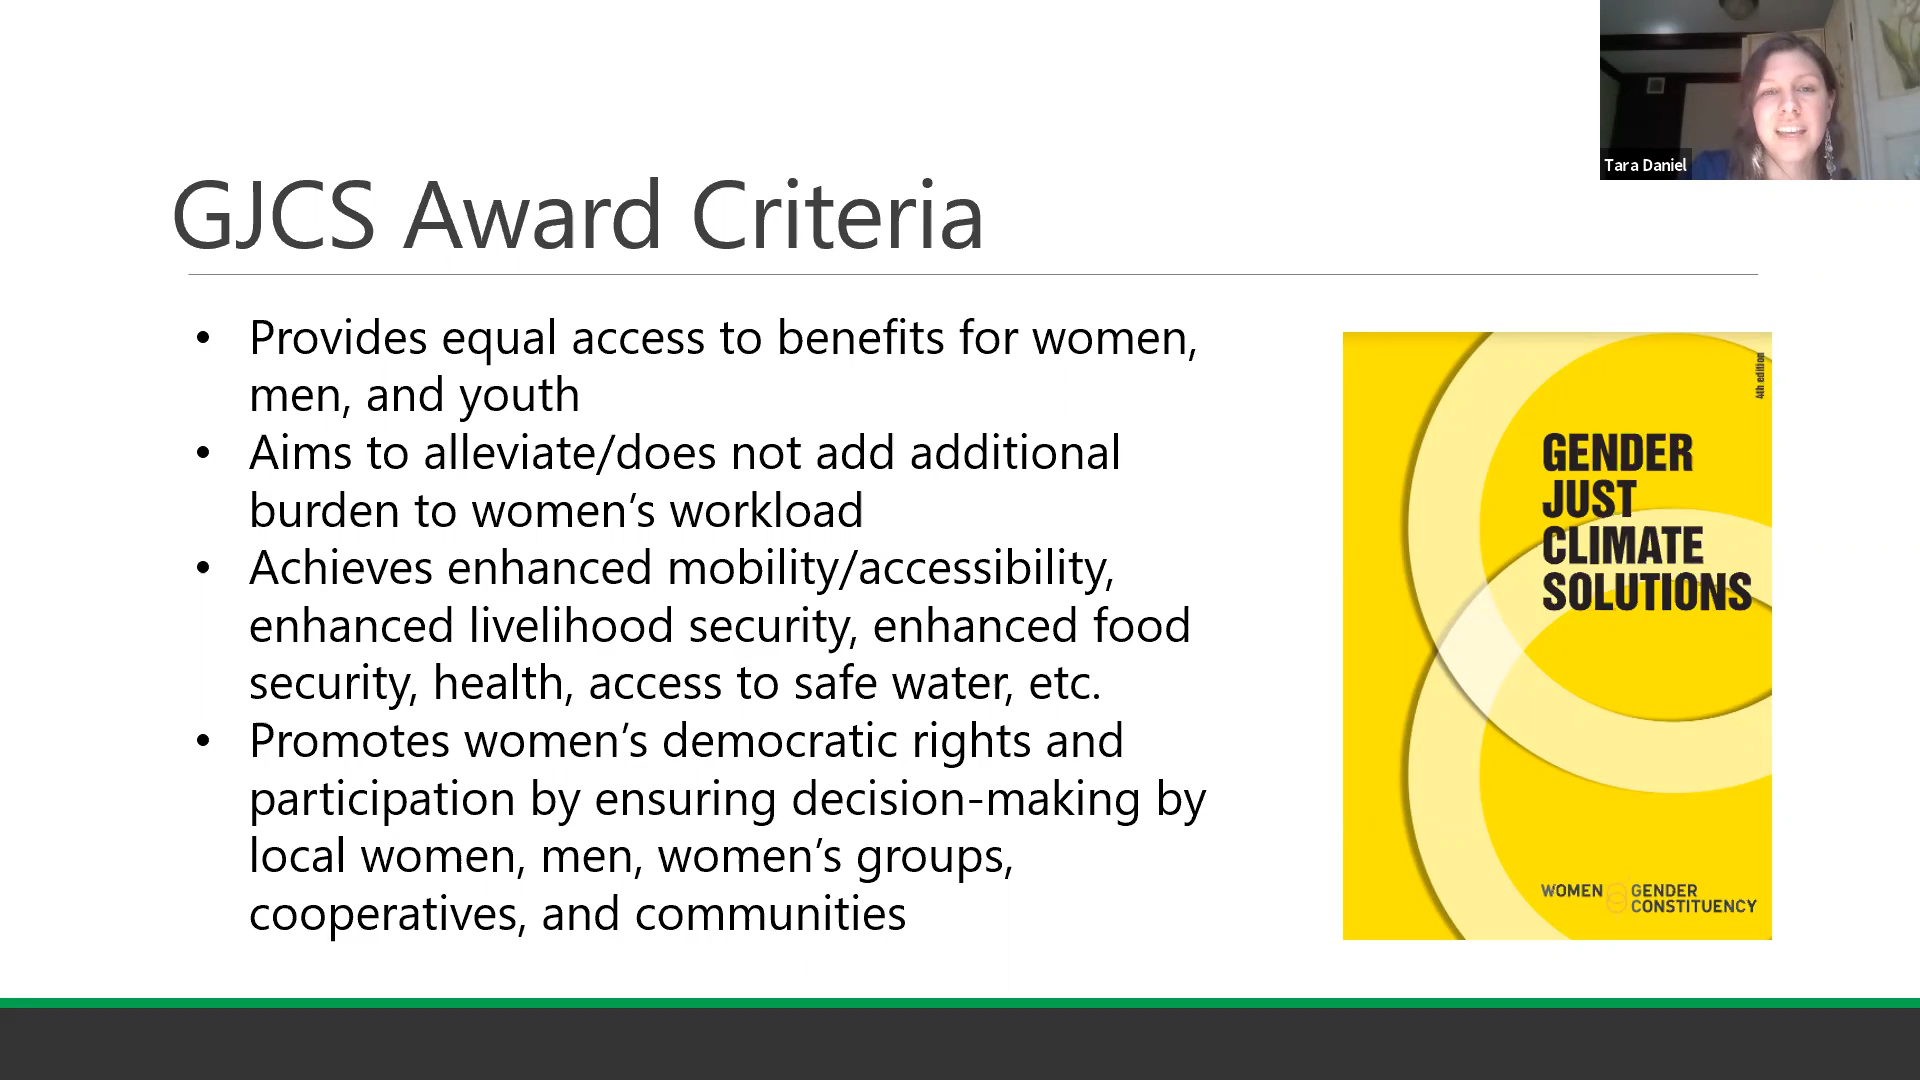 Tara Daniel
GJCS Award Criteria
• Provides equal access to benefits for women,
men, and youth
• Aims to alleviate/does not add additional
burden to women’s workload
• Achieves enhanced mobility/accessibility,
enhanced livelihood security, enhanced food
security, health, access to safe water, etc.
• Promotes women’s democratic rights and
participation by ensuring decision-making by
local women, men, women’s groups,
cooperatives, and communities
4th edition
GENDER
JUST
CLIMATE
SOLUTIONS
WOMEN GENDER
CONSTITUENCY